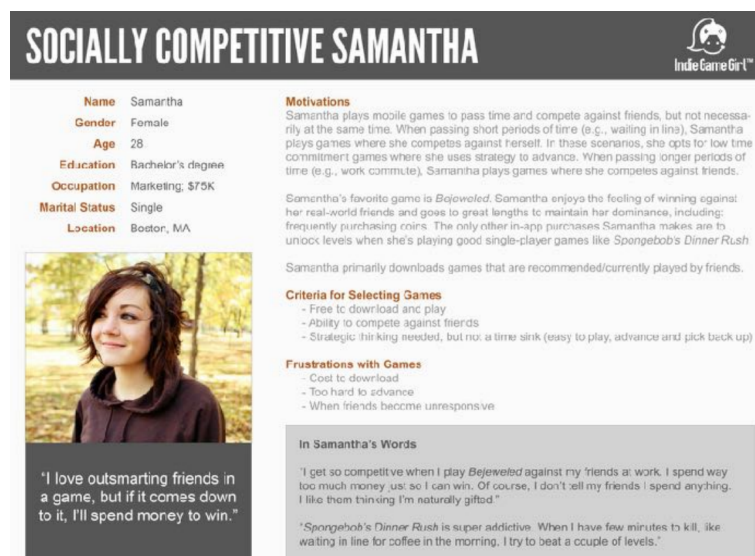 SOCIALLY COMPETITIVE SAMANTHA
IndieGameGirl™
Name Samantha
Gender Female
Age 28
Education Bachelor's degree
Occupation Marketing; $75K
Marital Status Single
Location Boston, MA
"I love outsmarting friends in
a game, but if it comes down
to it, I'll spend money to win."
Motivations
Samantha plays mobile games to pass time and compete against friends, but not necessa-
rily at the same time. When passing short periods of time (e.g., waiting in line), Samantha
plays games where she competes against herself. In these scenarios, she opts for low time
commitment games where she uses strategy to advance. When passing longer periods of
time (e.g., work commute), Samantha plays games where she competes against friends.
Samantha's favorite game is Bejeweled. Samantha enjoys the feeling of winning against
her real-world friends and goes to great lengths to maintain her dominance, including:
frequently purchasing coins. The only other in-app purchases Samantha makes are to
unlock levels when she's playing good single-player games like Spongebob's Dinner Rush
Samantha primarily downloads games that are recommended/currently played by friends.
Criteria for Selecting Games
- Free to download and play
- Ability to compete against friends
- Strategic thinking needed, but not a time sink (easy to play, advance and pick back up)
Frustrations with Games
- Cost to download
- Too hard to advance
- When friends become unresponsive
In Samantha's Words
"I get so competitive when I play Bejeweled against my friends at work. I spend way
too much money just so I can win. Of course, I don't tell my friends I spend anything.
I like them thinking I'm naturally gifted."
"Spongebob's Dinner Rush is super addictive. When I have few minutes to kill, like
waiting in line for coffee in the morning, I try to beat a couple of levels."